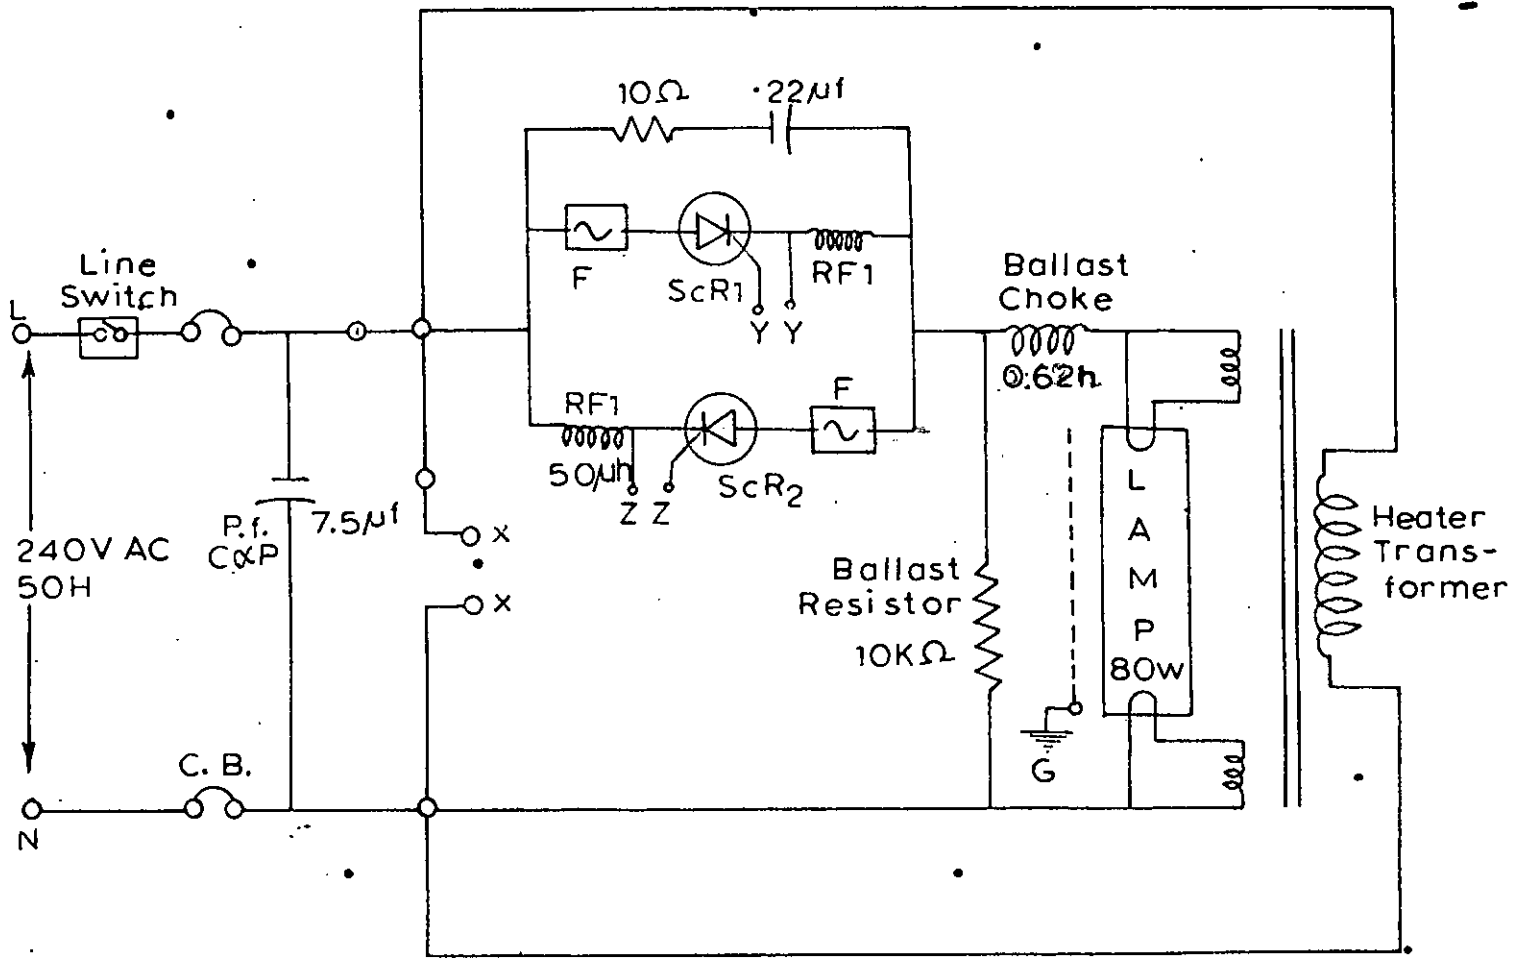 10Ω
.22µf
Line
Switch
L
F
ScR1
RF1
Y Y
Ballast
Choke
0.62h
RF1
50µh
Z Z
ScR2
F
P.f.
CαP
7.5µf
240V AC
50H
X
X
Ballast
Resistor
10KΩ
L
A
M
P
80w
G
Heater
Trans-
former
C. B.
N